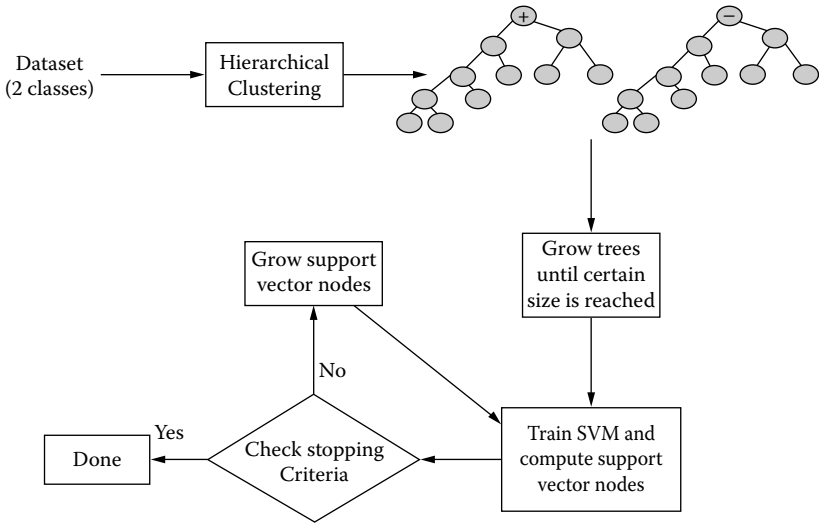 Dataset
(2 classes)
Hierarchical
Clustering
+
−
Grow trees
until certain
size is reached
Grow support
vector nodes
No
Yes
Done
Check stopping
Criteria
Train SVM and
compute support
vector nodes